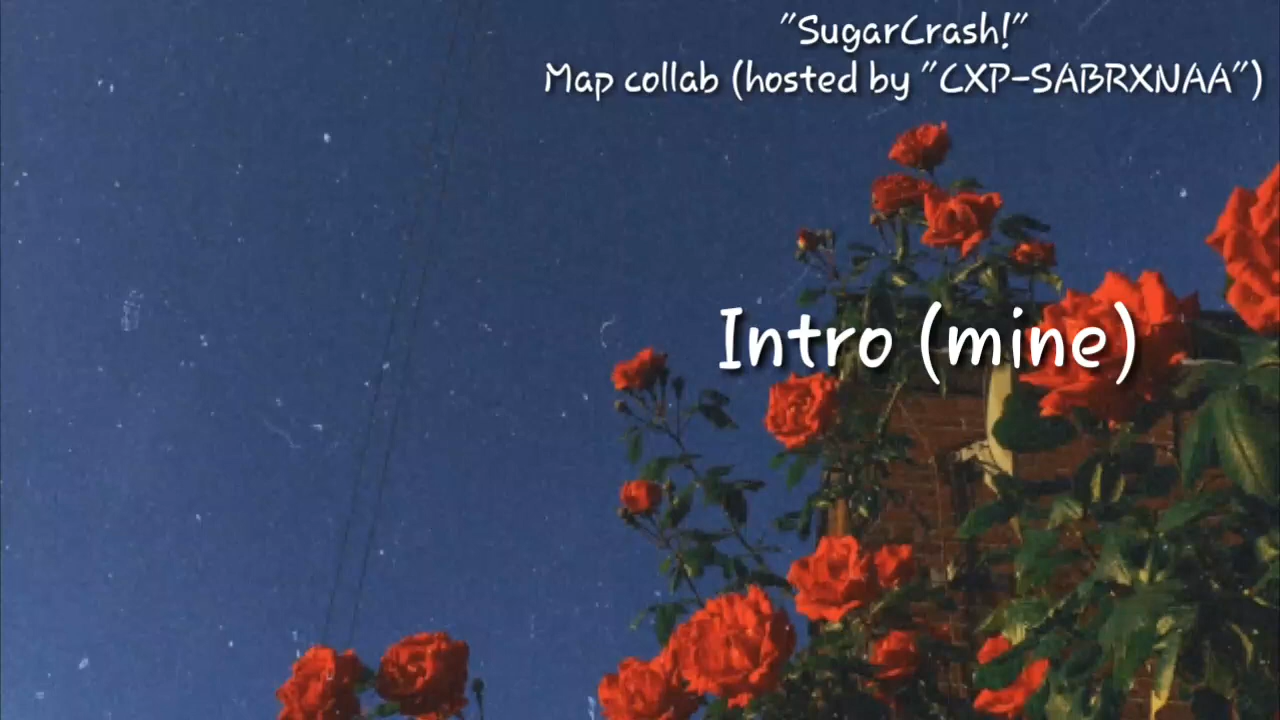 "SugarCrash!"
Map collab (hosted by "CXP-SABRXNAA")
Intro (mine)